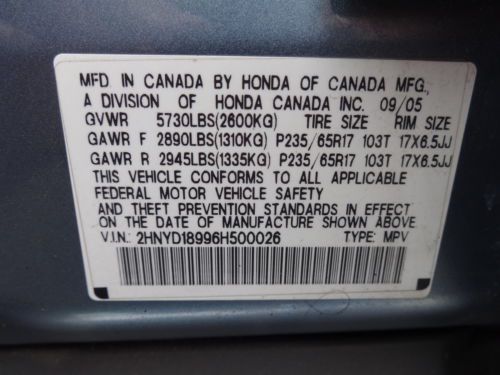 MFD IN CANADA BY HONDA OF CANADA MFG.,
A DIVISION OF HONDA CANADA INC. 09/05
GVWR 5730LBS(2600KG) TIRE SIZE RIM SIZE
GAWR F 2890LBS(1310KG) P235/65R17 103T 17X6.5JJ
GAWR R 2945LBS(1335KG) P235/65R17 103T 17X6.5JJ
THIS VEHICLE CONFORMS TO ALL APPLICABLE
FEDERAL MOTOR VEHICLE SAFETY
AND THEFT PREVENTION STANDARDS IN EFFECT
ON THE DATE OF MANUFACTURE SHOWN ABOVE.
V.I.N.: 2HNYD18996H500026 TYPE: MPV